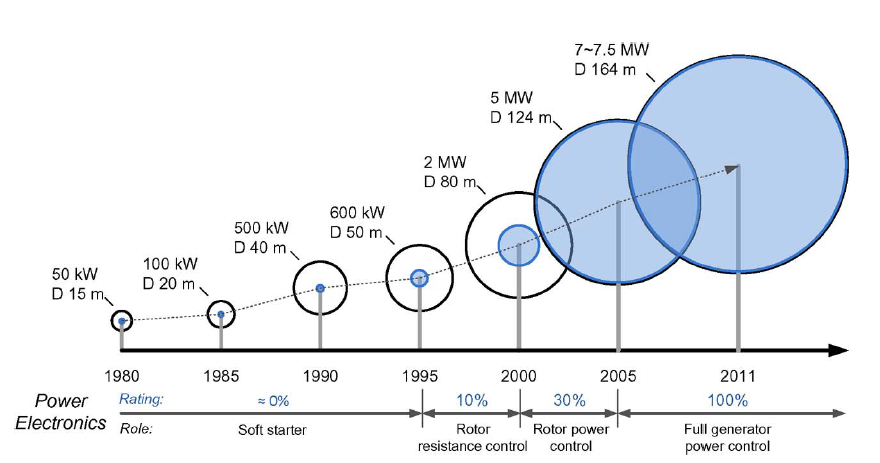 7~7.5 MW
D 164 m
5 MW
D 124 m
2 MW
D 80 m
600 kW
D 50 m
500 kW
D 40 m
100 kW
D 20 m
50 kW
D 15 m
1980 1985 1990 1995 2000 2005 2011
Power
Electronics
Rating: ≈ 0% 10% 30% 100%
Role: Soft starter Rotor Rotor power Full generator
resistance control control power control